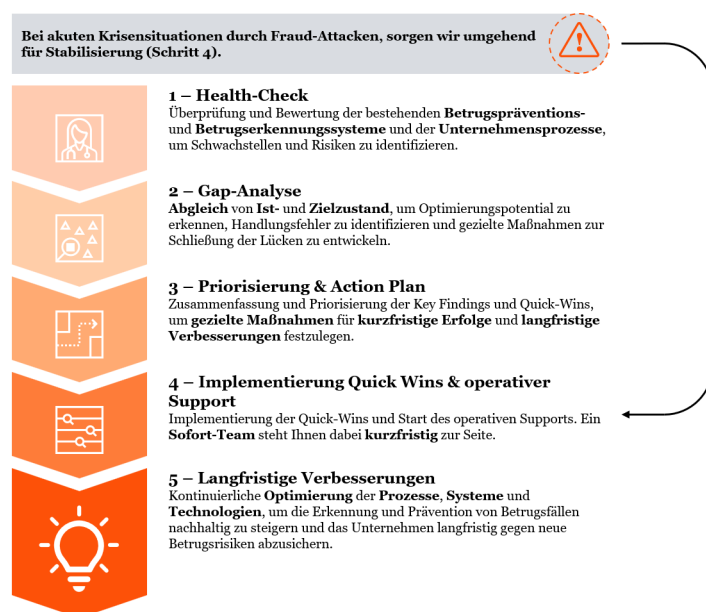 Bei akuten Krisensituationen durch Fraud-Attacken, sorgen wir umgehend
für Stabilisierung (Schritt 4).
1 – Health-Check
Überprüfung und Bewertung der bestehenden Betrugspräventions-
und Betrugserkennungssysteme und der Unternehmensprozesse,
um Schwachstellen und Risiken zu identifizieren.
2 – Gap-Analyse
Abgleich von Ist- und Zielzustand, um Optimierungspotential zu
erkennen, Handlungsfehler zu identifizieren und gezielte Maßnahmen zur
Schließung der Lücken zu entwickeln.
3 – Priorisierung & Action Plan
Zusammenfassung und Priorisierung der Key Findings und Quick-Wins,
um gezielte Maßnahmen für kurzfristige Erfolge und langfristige
Verbesserungen festzulegen.
4 – Implementierung Quick Wins & operativer
Support
Implementierung der Quick-Wins und Start des operativen Supports. Ein
Sofort-Team steht Ihnen dabei kurzfristig zur Seite.
5 – Langfristige Verbesserungen
Kontinuierliche Optimierung der Prozesse, Systeme und
Technologien, um die Erkennung und Prävention von Betrugsfällen
nachhaltig zu steigern und das Unternehmen langfristig gegen neue
Betrugsrisiken abzusichern.